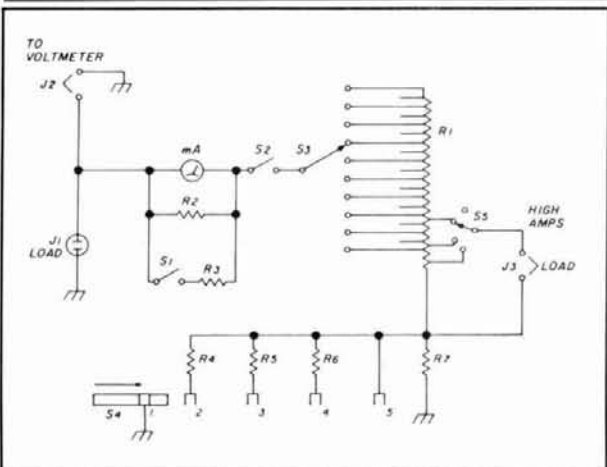 TO
VOLTMETER
J2
mA
S2
S3
R1
R2
S1
R3
J1
LOAD
S5
HIGH
AMPS
J3
LOAD
R4
R5
R6
R7
S4
1
2
3
4
5